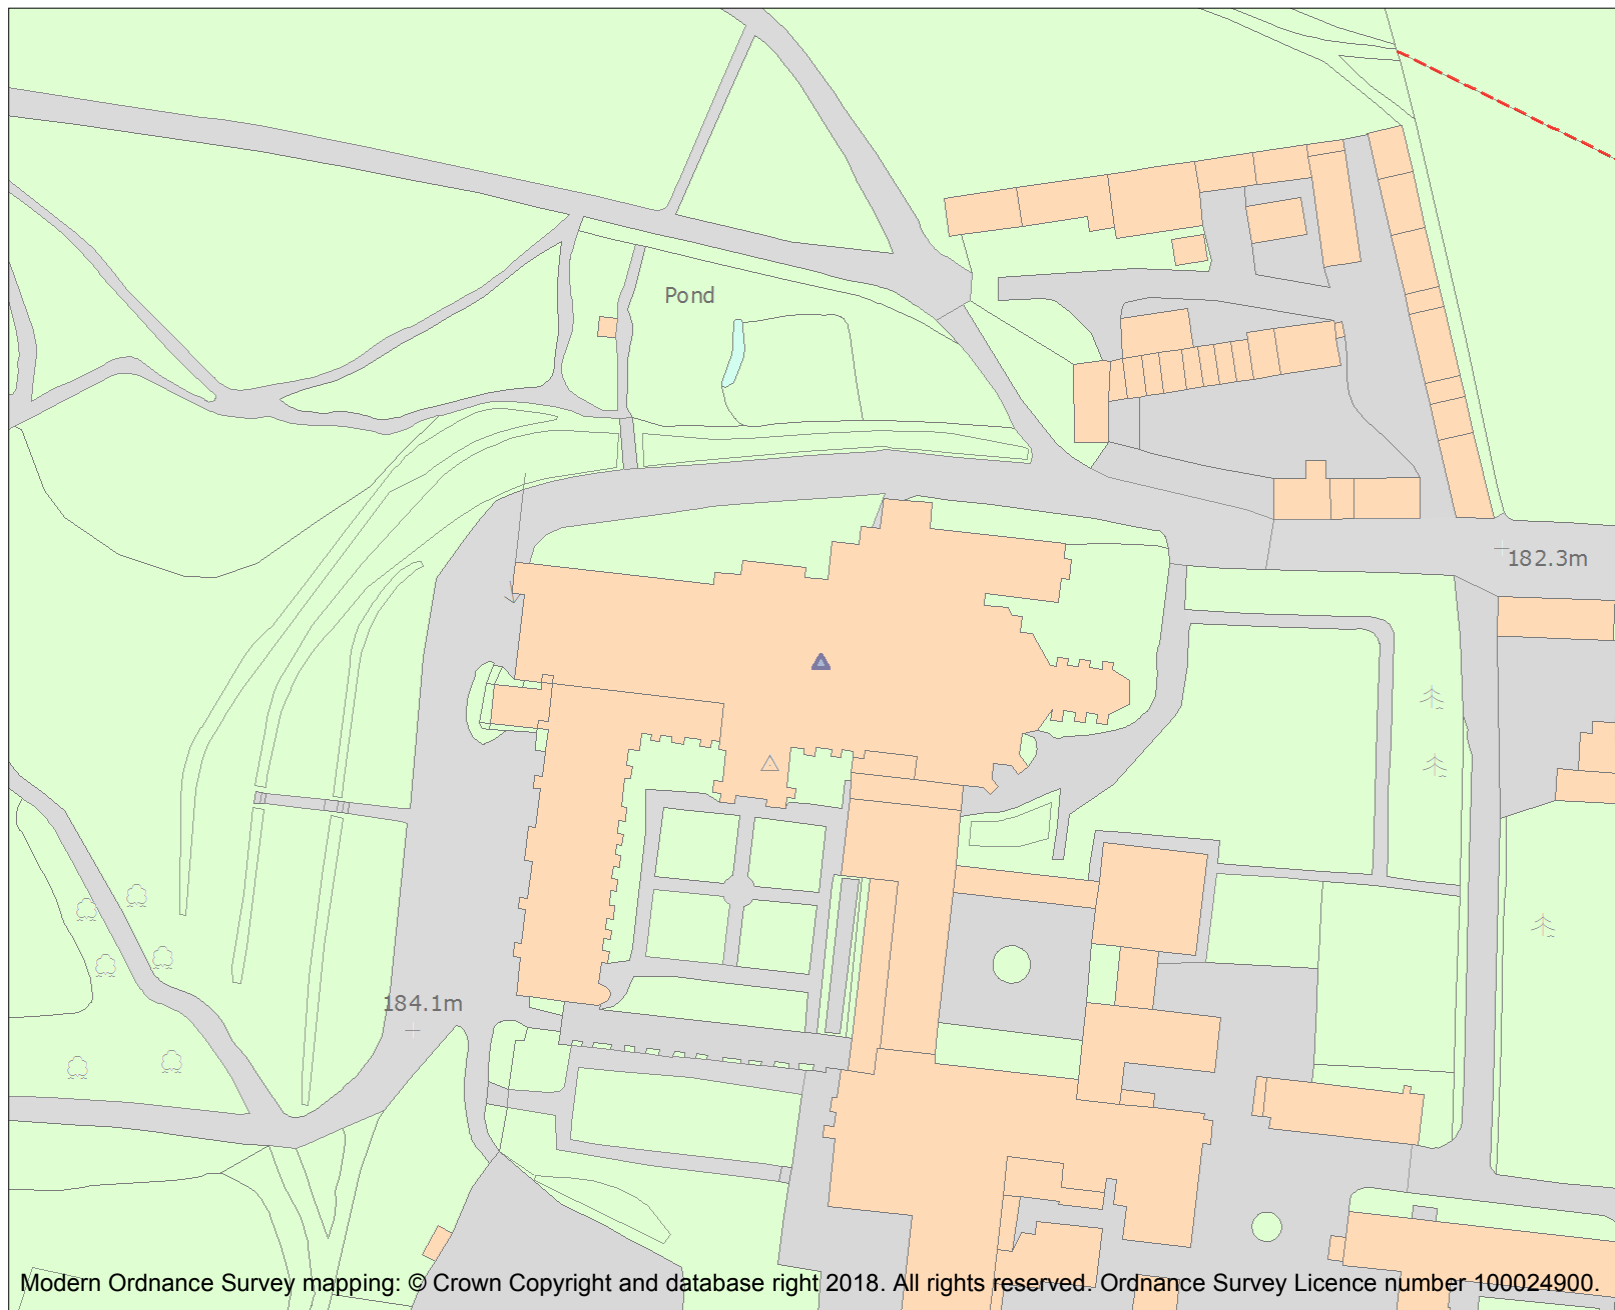 Pond
182.3m
184.1m
Modern Ordnance Survey mapping: © Crown Copyright and database right 2018. All rights reserved. Ordnance Survey Licence number 100024900.